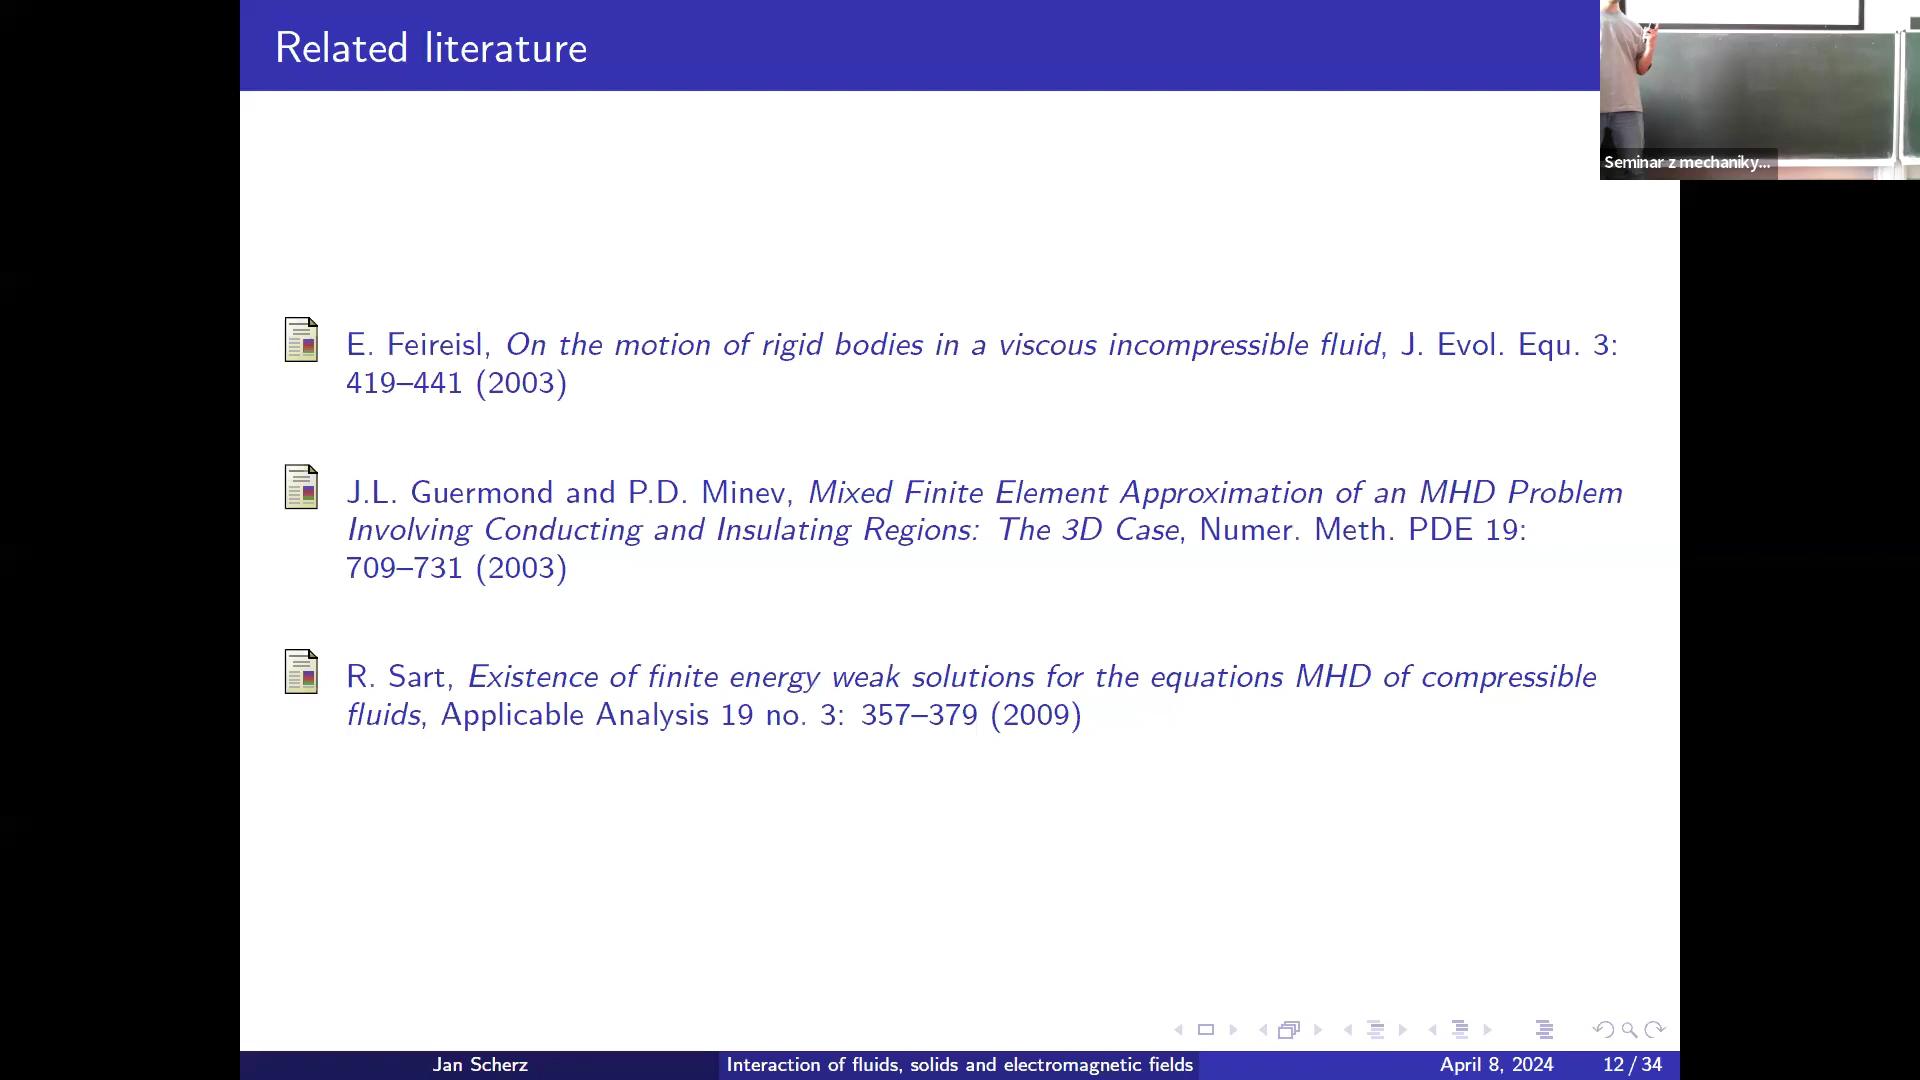 Related literature
Seminar z mechaniky...
E. Feireisl, On the motion of rigid bodies in a viscous incompressible fluid, J. Evol. Equ. 3:
419–441 (2003)
J.L. Guermond and P.D. Minev, Mixed Finite Element Approximation of an MHD Problem
Involving Conducting and Insulating Regions: The 3D Case, Numer. Meth. PDE 19:
709–731 (2003)
R. Sart, Existence of finite energy weak solutions for the equations MHD of compressible
fluids, Applicable Analysis 19 no. 3: 357–379 (2009)
Jan Scherz Interaction of fluids, solids and electromagnetic fields April 8, 2024 12 / 34